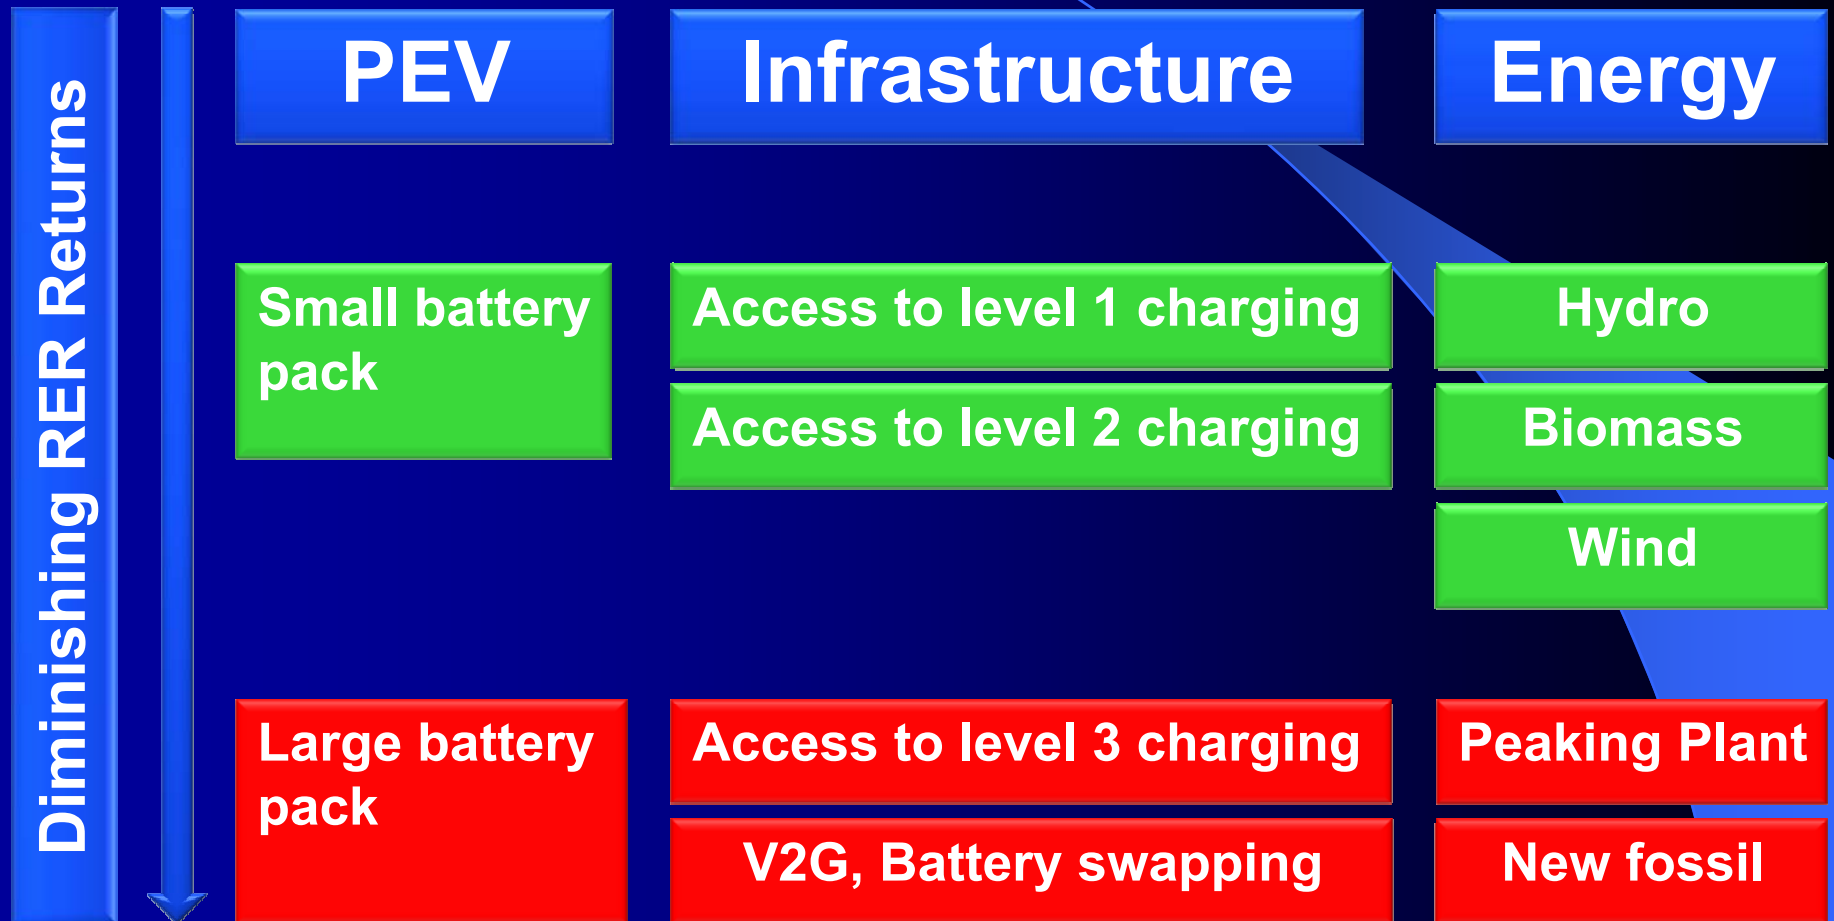 Diminishing RER Returns
PEV
Infrastructure
Energy
Small battery
pack
Access to level 1 charging
Hydro
Access to level 2 charging
Biomass
Wind
Large battery
pack
Access to level 3 charging
Peaking Plant
V2G, Battery swapping
New fossil